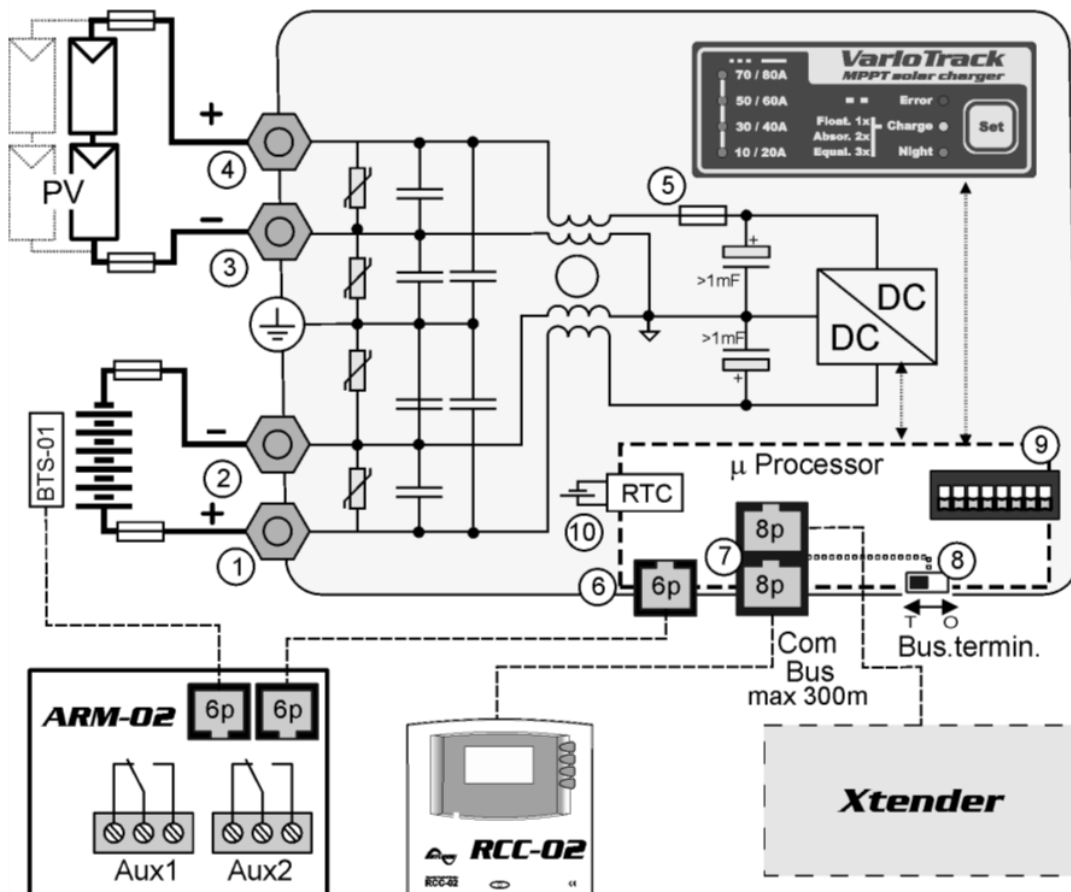 VarioTrack
MPPT solar charger
70 / 80A
50 / 60A
30 / 40A
10 / 20A
Error
Float. 1x
Absor. 2x
Equal. 3x
Charge
Night
Set
+
4
PV
−
3
5
+
>1mF
>1mF
+
DC
DC
BTS-01
-
2
+
1
µ Processor
9
RTC
10
8p
7
8p
8
6
6p
T O
Bus.termin.
Com
Bus
max 300m
ARM-02
6p
6p
Aux1
Aux2
RCC-02
RCC-02
CE
Xtender